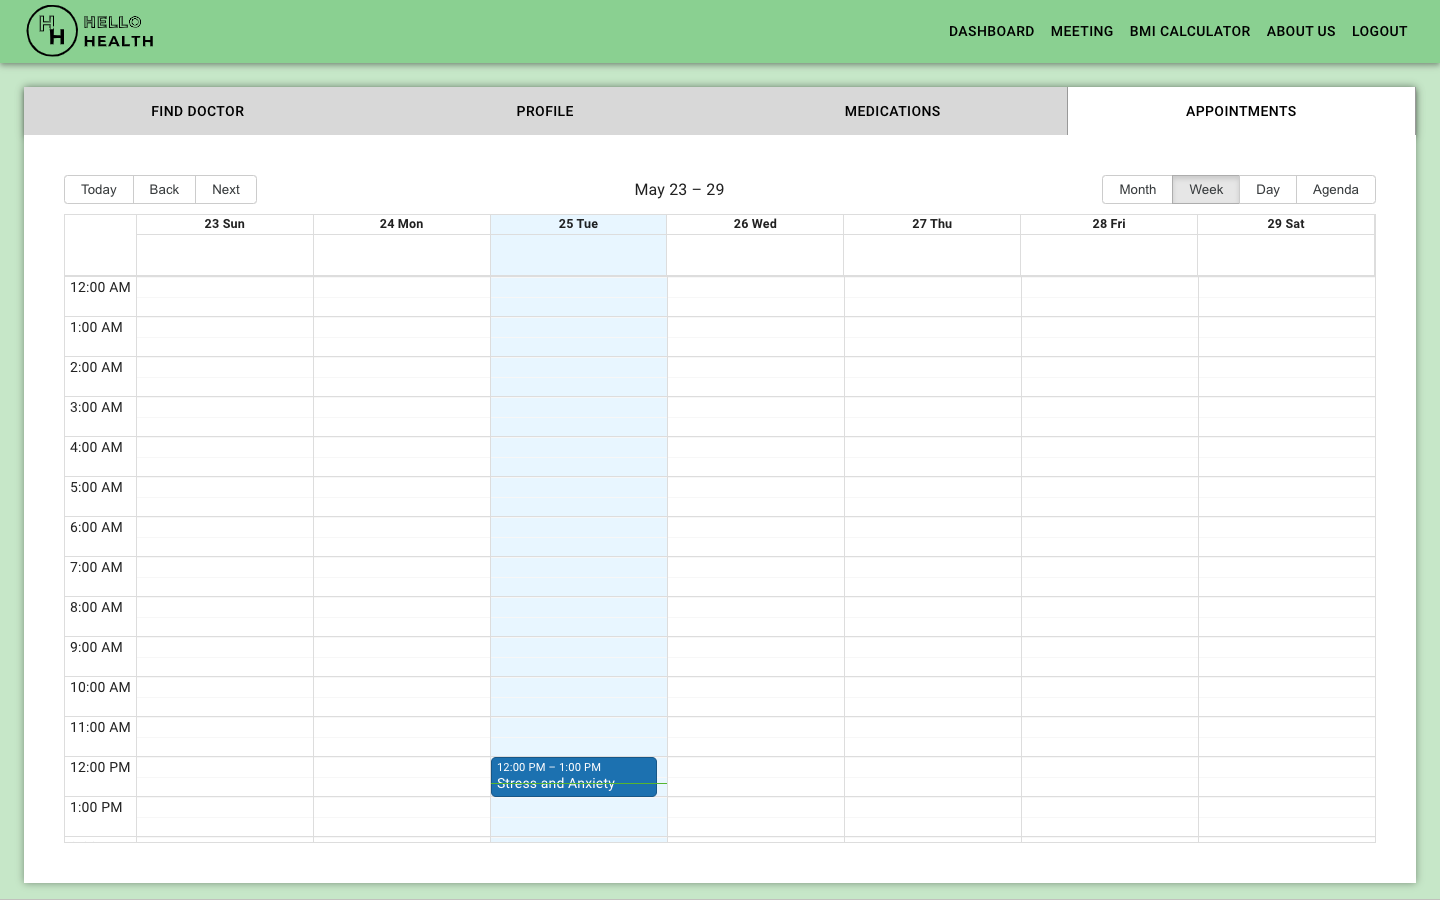 HH HELLO
HEALTH
DASHBOARD MEETING BMI CALCULATOR ABOUT US LOGOUT
FIND DOCTOR PROFILE MEDICATIONS APPOINTMENTS
Today Back Next May 23 – 29 Month Week Day Agenda
23 Sun 24 Mon 25 Tue 26 Wed 27 Thu 28 Fri 29 Sat
12:00 AM
1:00 AM
2:00 AM
3:00 AM
4:00 AM
5:00 AM
6:00 AM
7:00 AM
8:00 AM
9:00 AM
10:00 AM
11:00 AM
12:00 PM 12:00 PM – 1:00 PM
Stress and Anxiety
1:00 PM